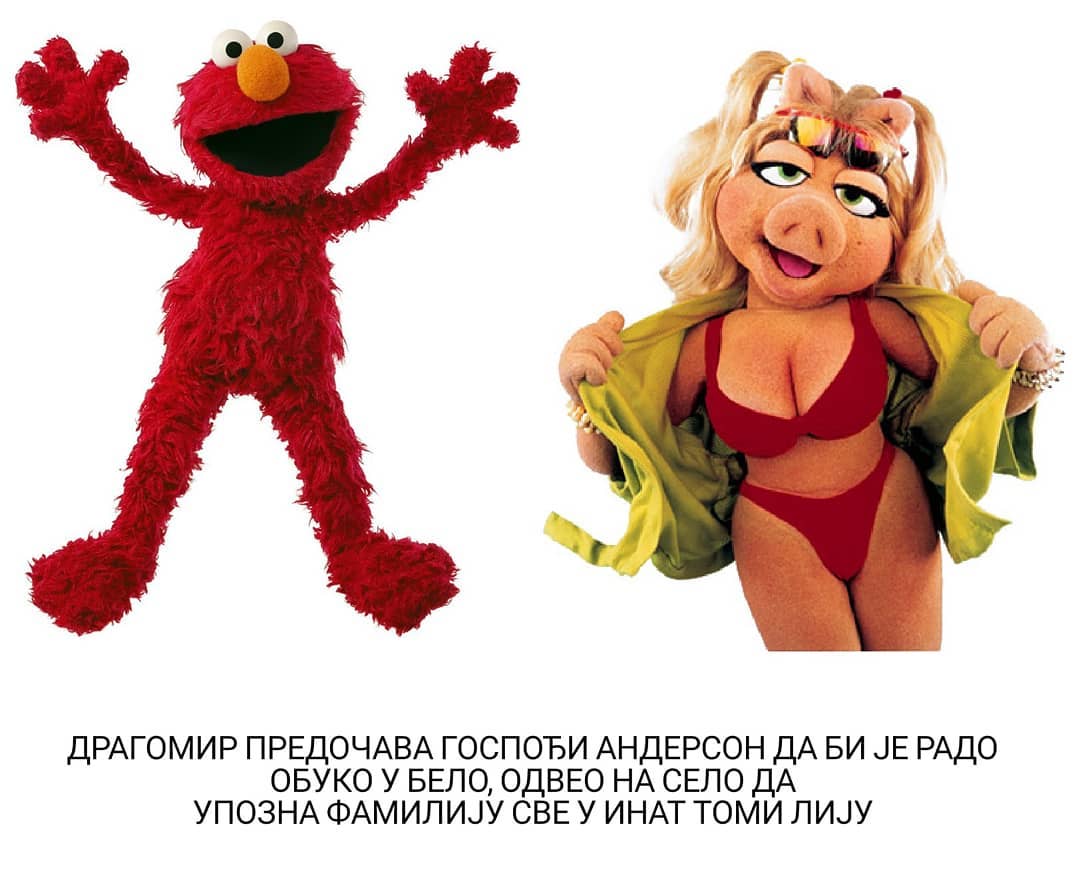 ДРАГОМИР ПРЕДОЧАВА ГОСПОЂИ АНДЕРСОН ДА БИ ЈЕ РАДО
ОБУКО У БЕЛО, ОДВЕО НА СЕЛО ДА
УПОЗНА ФАМИЛИЈУ СВЕ У ИНАТ ТОМИ ЛИЈУ